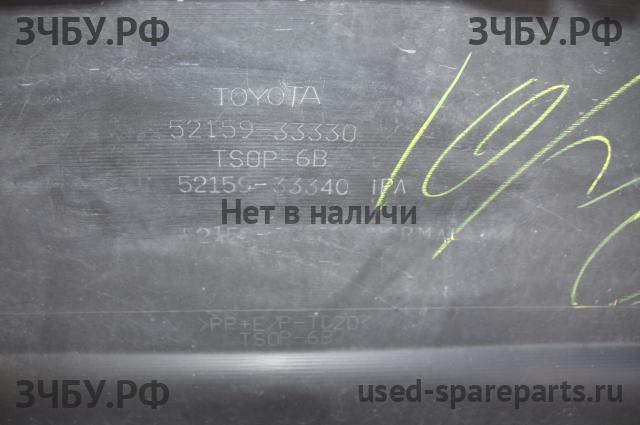 ЗЧБУ.РФ ЗЧБУ.РФ
TOYOTA
52159-33330
TSOP-6B
52159-33340 IPA
Нет в наличи
>PP+E/P-TD20<
TSOP-6B
ЗЧБУ.РФ used-spareparts.ru